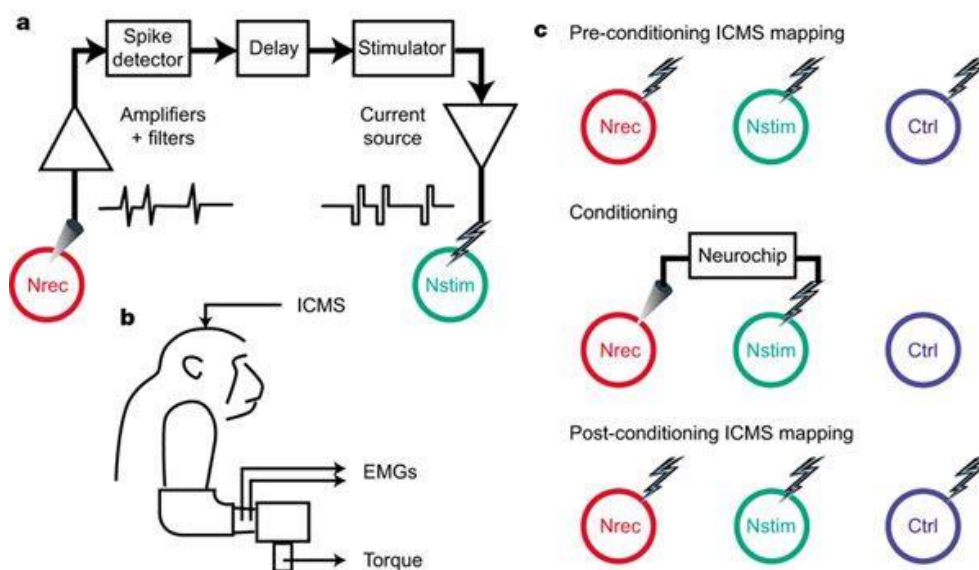 a
Spike
detector
Delay
Stimulator
Amplifiers
+ filters
Current
source
Nrec
Nstim
b
ICMS
EMGs
Torque
c
Pre-conditioning ICMS mapping
Nrec
Nstim
Ctrl
Conditioning
Neurochip
Nrec
Nstim
Ctrl
Post-conditioning ICMS mapping
Nrec
Nstim
Ctrl